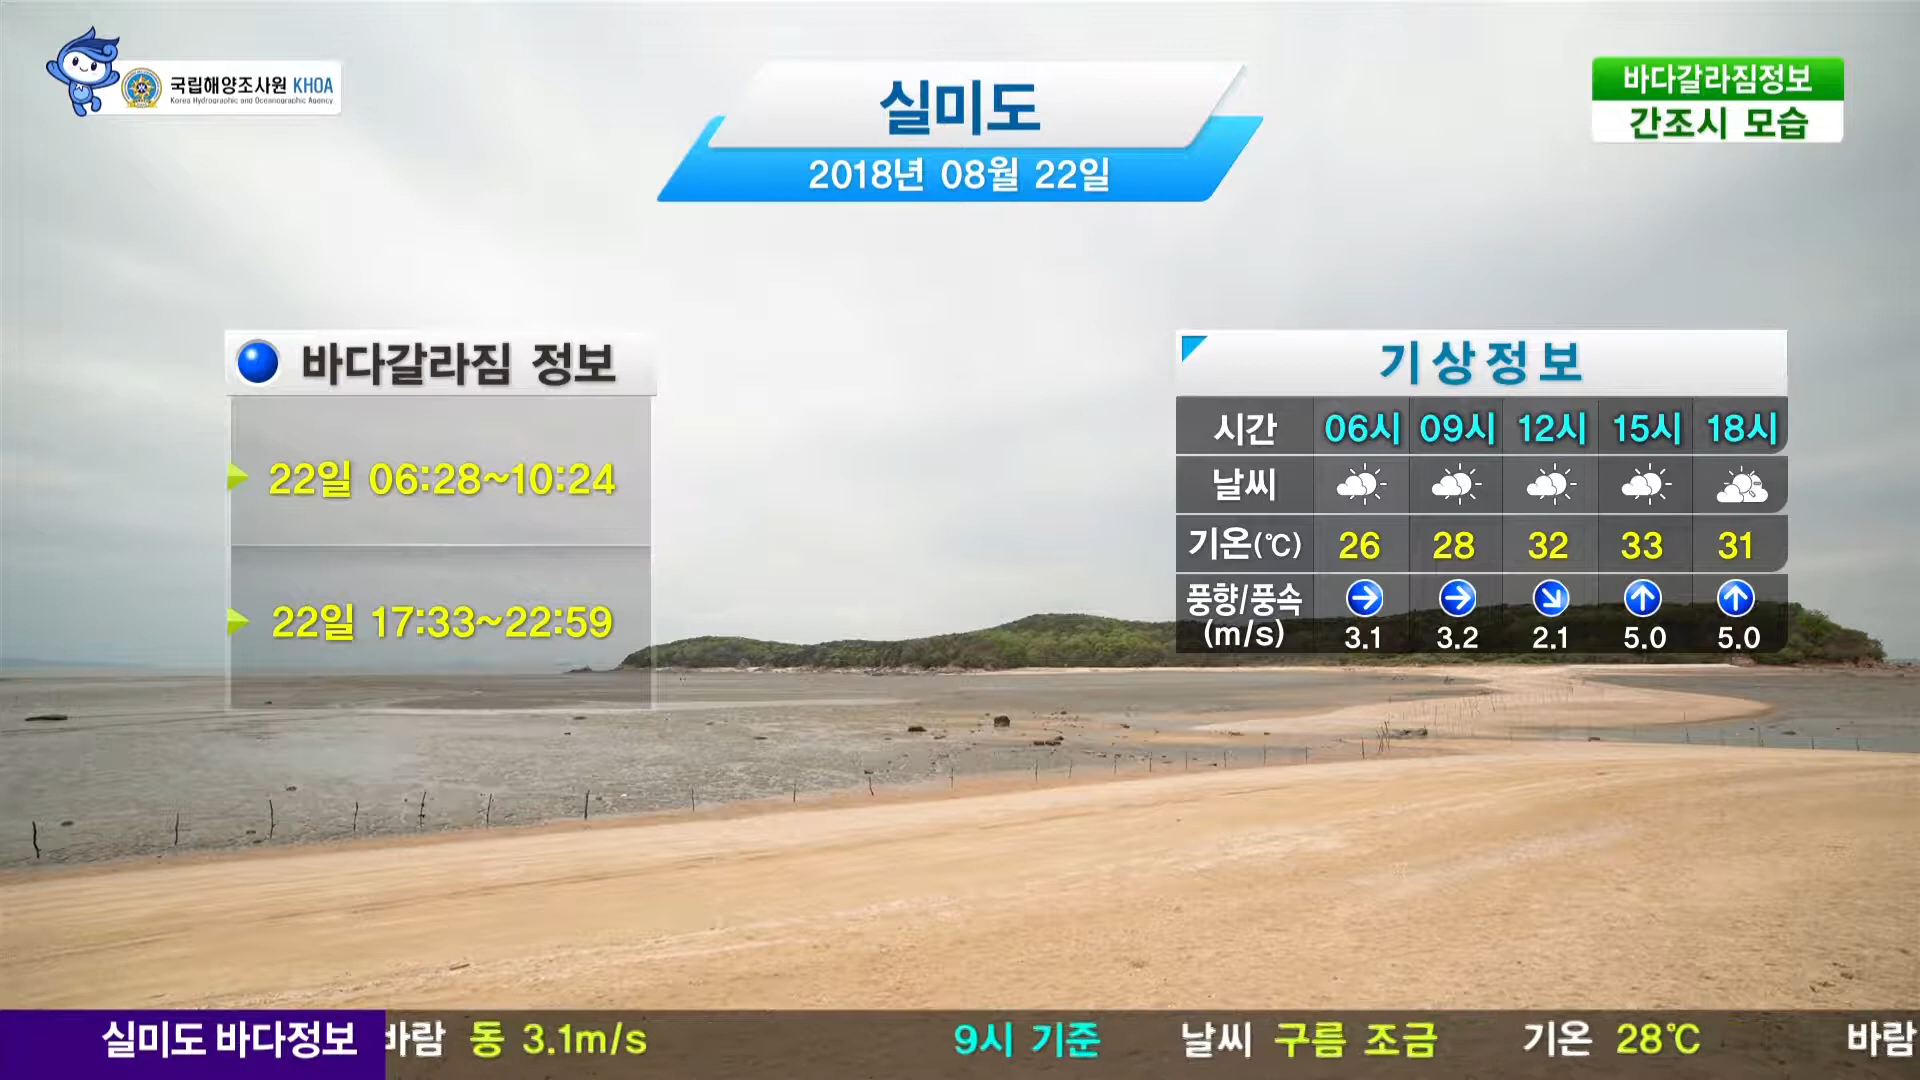 국립해양조사원 KHOA
Korea Hydrographic and Oceanographic Agency
실미도
2018년 08월 22일
바다갈라짐정보
간조시 모습
바다갈라짐 정보
22일 06:28~10:24
22일 17:33~22:59
기상정보
시간 06시 09시 12시 15시 18시
날씨
기온(℃) 26 28 32 33 31
풍향/풍속
(m/s) 3.1 3.2 2.1 5.0 5.0
실미도 바다정보 바람 동 3.1m/s 9시 기준 날씨 구름 조금 기온 28℃ 바람